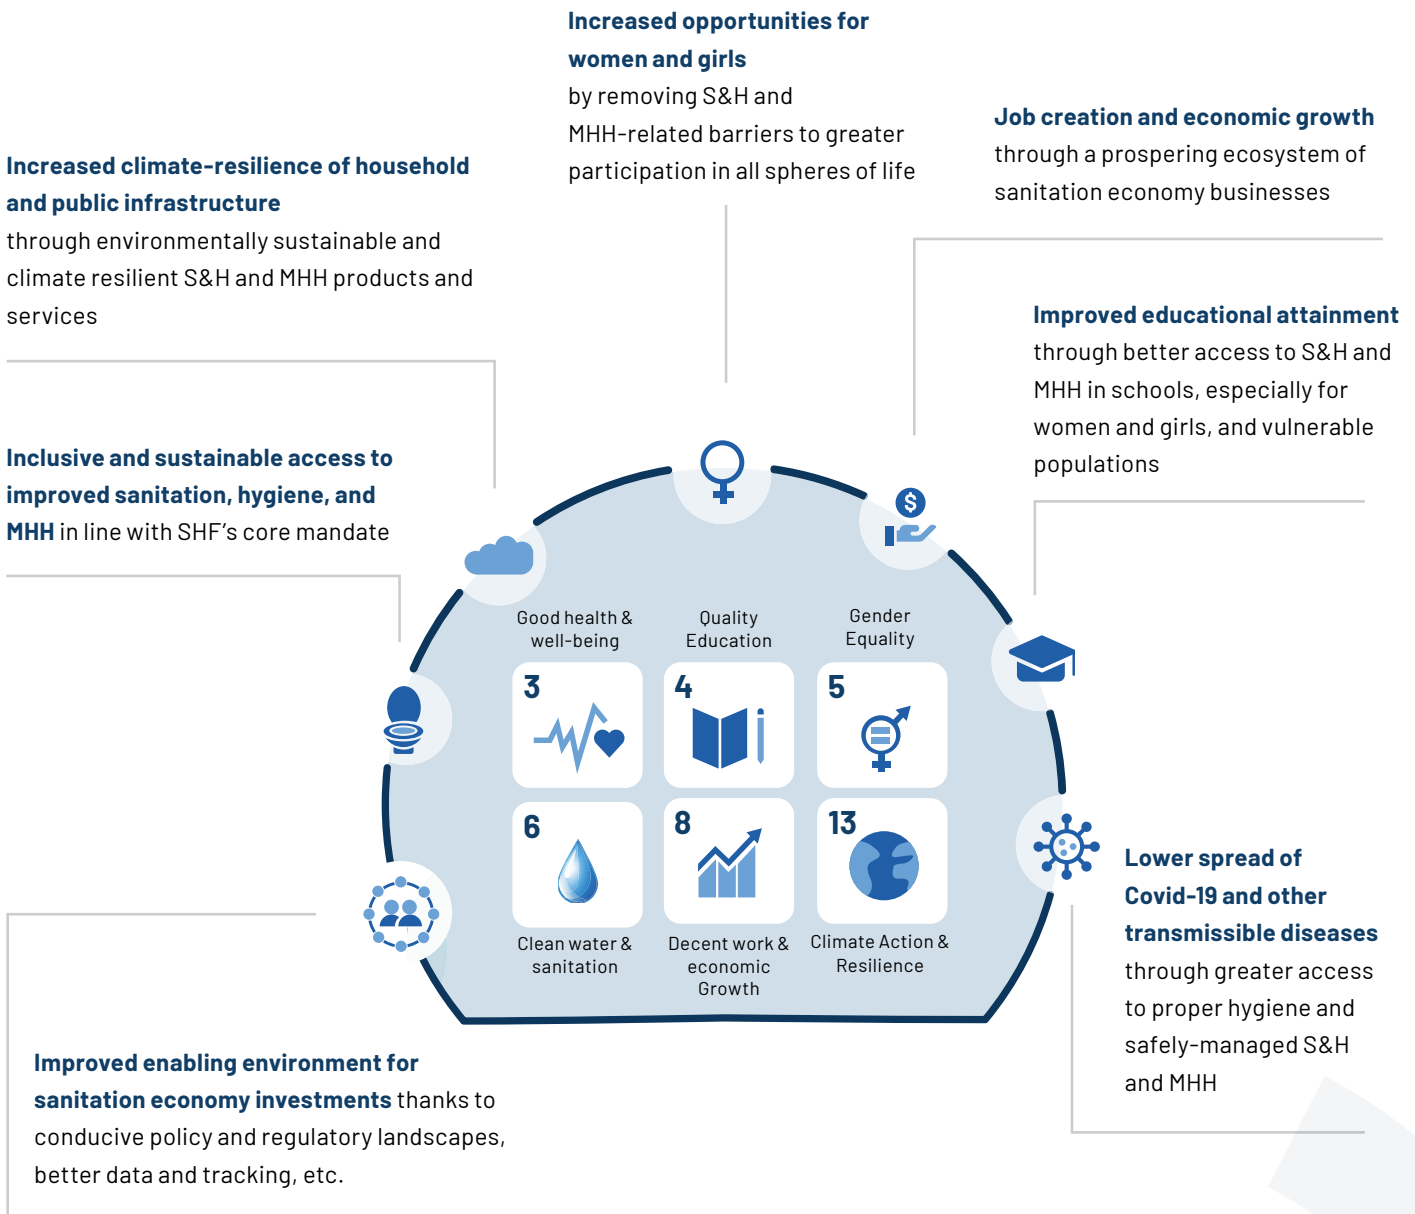 Increased opportunities for
women and girls
by removing S&H and
MHH-related barriers to greater
participation in all spheres of life
Job creation and economic growth
through a prospering ecosystem of
sanitation economy businesses
Increased climate-resilience of household
and public infrastructure
through environmentally sustainable and
climate resilient S&H and MHH products and
services
Improved educational attainment
through better access to S&H and
MHH in schools, especially for
women and girls, and vulnerable
populations
Inclusive and sustainable access to
improved sanitation, hygiene, and
MHH in line with SHF's core mandate
$
Good health &
well-being
3
Quality
Education
4
Gender
Equality
5
6
Clean water &
sanitation
8
Decent work &
economic
Growth
13
Climate Action &
Resilience
Lower spread of
Covid-19 and other
transmissible diseases
through greater access
to proper hygiene and
safely-managed S&H
and MHH
Improved enabling environment for
sanitation economy investments thanks to
conducive policy and regulatory landscapes,
better data and tracking, etc.